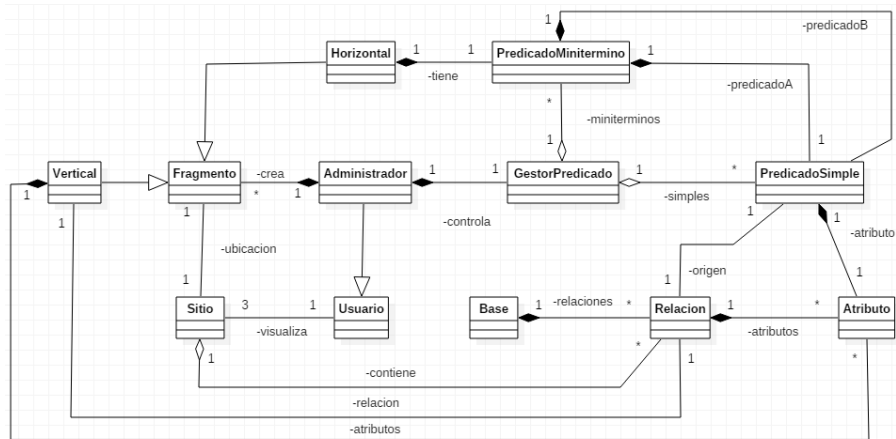 1
-predicadoB
Horizontal
1
1
PredicadoMinitermino
1
-tiene
-predicadoA
*
-miniterminos
1
1
Vertical
Fragmento
-crea
Administrador
1
1
GestorPredicado
1
*
PredicadoSimple
1
*
1
-controla
-simples
1
1
1
1
-atributo
-ubicacion
-origen
1
1
1
Sitio
3
1
Usuario
Base
1
-relaciones
*
Relacion
1
*
Atributo
-visualiza
-atributos
1
*
1
*
-contiene
-relacion
-atributos